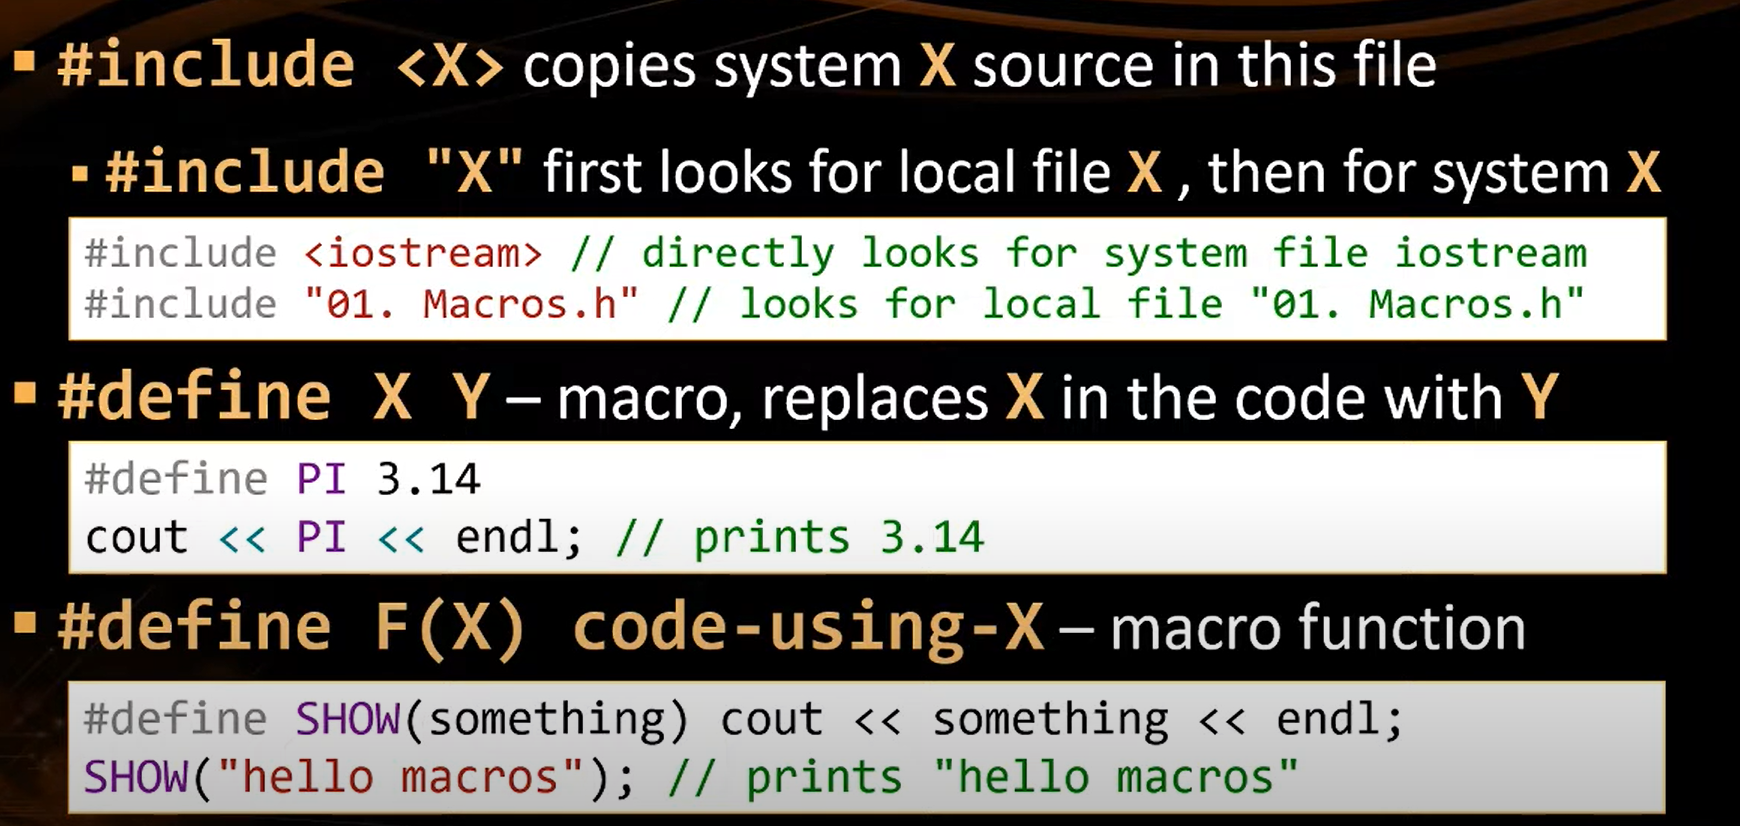 #include <X> copies system X source in this file
#include "X" first looks for local file X , then for system X
#include <iostream> // directly looks for system file iostream
#include "01. Macros.h" // looks for local file "01. Macros.h"
#define X Y – macro, replaces X in the code with Y
#define PI 3.14
cout << PI << endl; // prints 3.14
#define F(X) code-using-X – macro function
#define SHOW(something) cout << something << endl;
SHOW("hello macros"); // prints "hello macros"